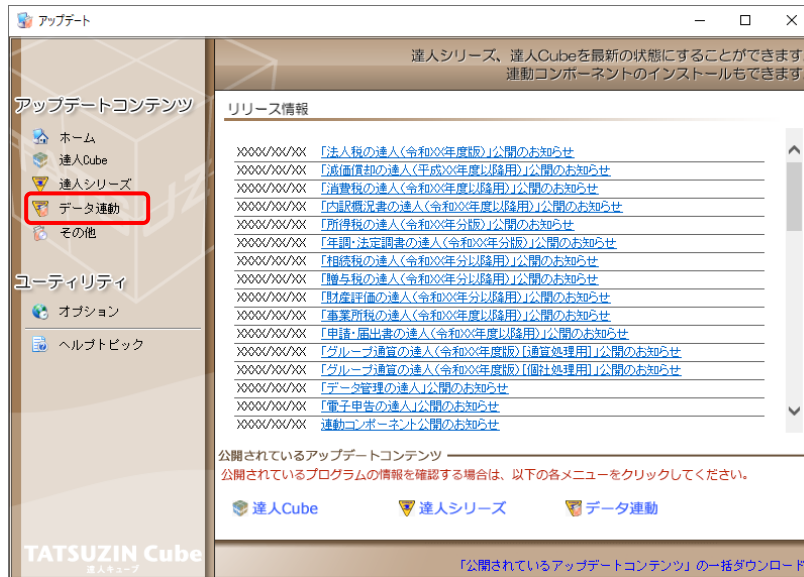 アップデート
達人シリーズ、達人Cubeを最新の状態にすることができます
連動コンポーネントのインストールもできます
アップデートコンテンツ
ホーム
達人Cube
達人シリーズ
データ連動
その他
ユーティリティ
オプション
ヘルプトピック
リリース情報
XXXX/XX/XX 「法人税の達人(令和XX年度版)」公開のお知らせ
XXXX/XX/XX 「減価償却の達人(平成XX年度以降用)」公開のお知らせ
XXXX/XX/XX 「消費税の達人(令和XX年度以降用)」公開のお知らせ
XXXX/XX/XX 「内訳概況書の達人(令和XX年度以降用)」公開のお知らせ
XXXX/XX/XX 「所得税の達人(令和XX年分版)」公開のお知らせ
XXXX/XX/XX 「年調・法定調書の達人(令和XX年分版)」公開のお知らせ
XXXX/XX/XX 「相続税の達人(令和XX年分以降用)」公開のお知らせ
XXXX/XX/XX 「贈与税の達人(令和XX年分以降用)」公開のお知らせ
XXXX/XX/XX 「財産評価の達人(令和XX年分以降用)」公開のお知らせ
XXXX/XX/XX 「事業所税の達人(令和XX年度以降用)」公開のお知らせ
XXXX/XX/XX 「申請・届出書の達人(令和XX年度以降用)」公開のお知らせ
XXXX/XX/XX 「グループ通算の達人(令和XX年度版)[通算処理用]」公開のお知らせ
XXXX/XX/XX 「グループ通算の達人(令和XX年度版)[個社処理用]」公開のお知らせ
XXXX/XX/XX 「データ管理の達人」公開のお知らせ
XXXX/XX/XX 「電子申告の達人」公開のお知らせ
XXXX/XX/XX 連動コンポーネント公開のお知らせ
公開されているアップデートコンテンツ
公開されているプログラムの情報を確認する場合は、以下の各メニューをクリックしてください。
達人Cube 達人シリーズ データ連動
TATSUZIN Cube
達人キューブ
「公開されているアップデートコンテンツ」の一括ダウンロード